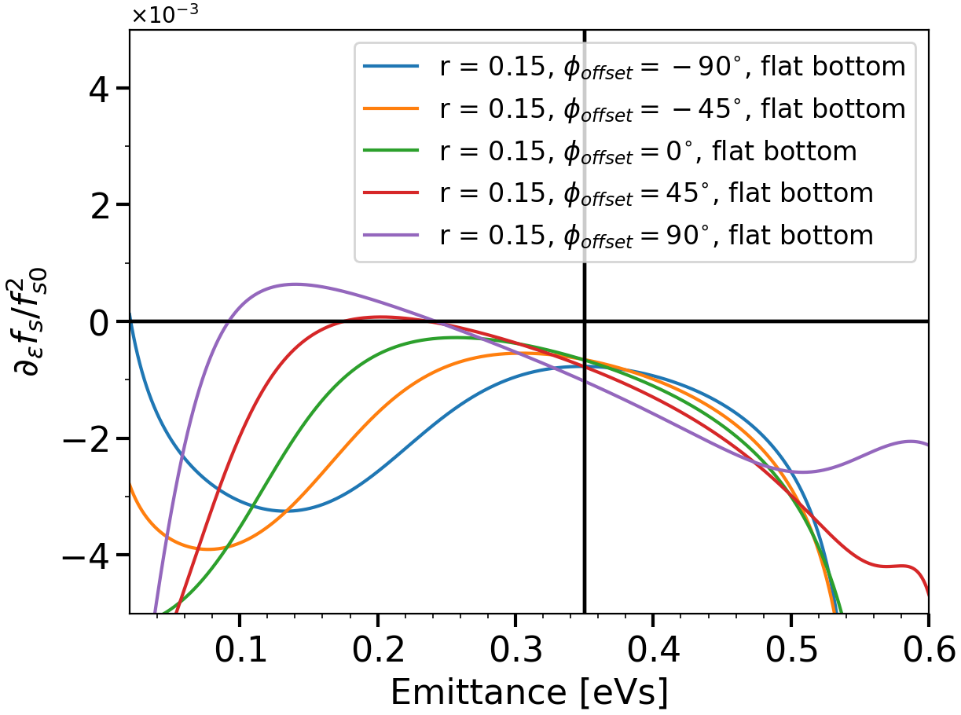 ×10⁻³
r = 0.15, ϕ_offset = −90°, flat bottom
r = 0.15, ϕ_offset = −45°, flat bottom
r = 0.15, ϕ_offset = 0°, flat bottom
r = 0.15, ϕ_offset = 45°, flat bottom
r = 0.15, ϕ_offset = 90°, flat bottom
4
2
0
−2
−4
∂_ε f_s/f²_s0
0.1 0.2 0.3 0.4 0.5 0.6
Emittance [eVs]